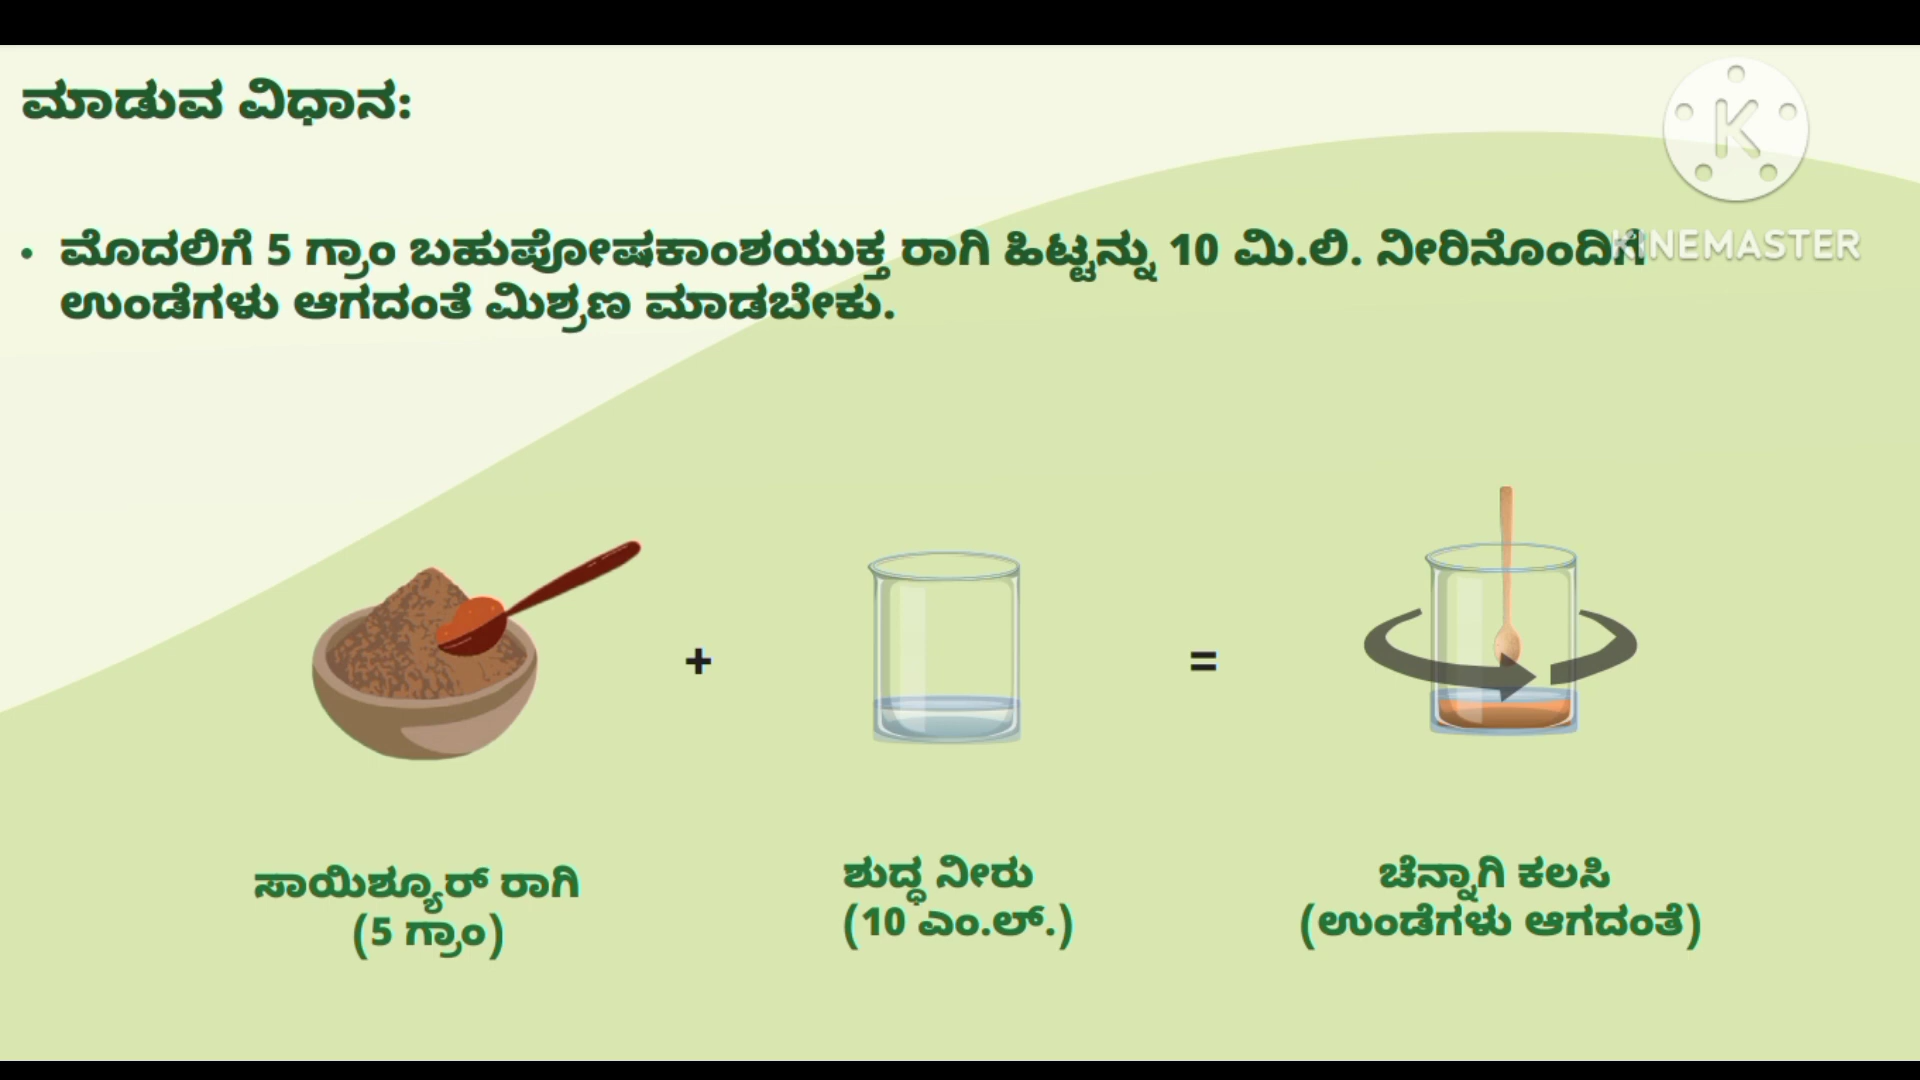 ಮಾಡುವ ವಿಧಾನ:
K
KINEMASTER
• ಮೊದಲಿಗೆ 5 ಗ್ರಾಂ ಬಹುಪೋಷಕಾಂಶಯುಕ್ತ ರಾಗಿ ಹಿಟ್ಟನ್ನು 10 ಮಿ.ಲಿ. ನೀರಿನೊಂದಿಗೆ
ಉಂಡೆಗಳು ಆಗದಂತೆ ಮಿಶ್ರಣ ಮಾಡಬೇಕು.
+
=
ಸಾಯಿಶ್ಯೂರ್ ರಾಗಿ
(5 ಗ್ರಾಂ)
ಶುದ್ಧ ನೀರು
(10 ಎಂ.ಲ್.)
ಚೆನ್ನಾಗಿ ಕಲಸಿ
(ಉಂಡೆಗಳು ಆಗದಂತೆ)